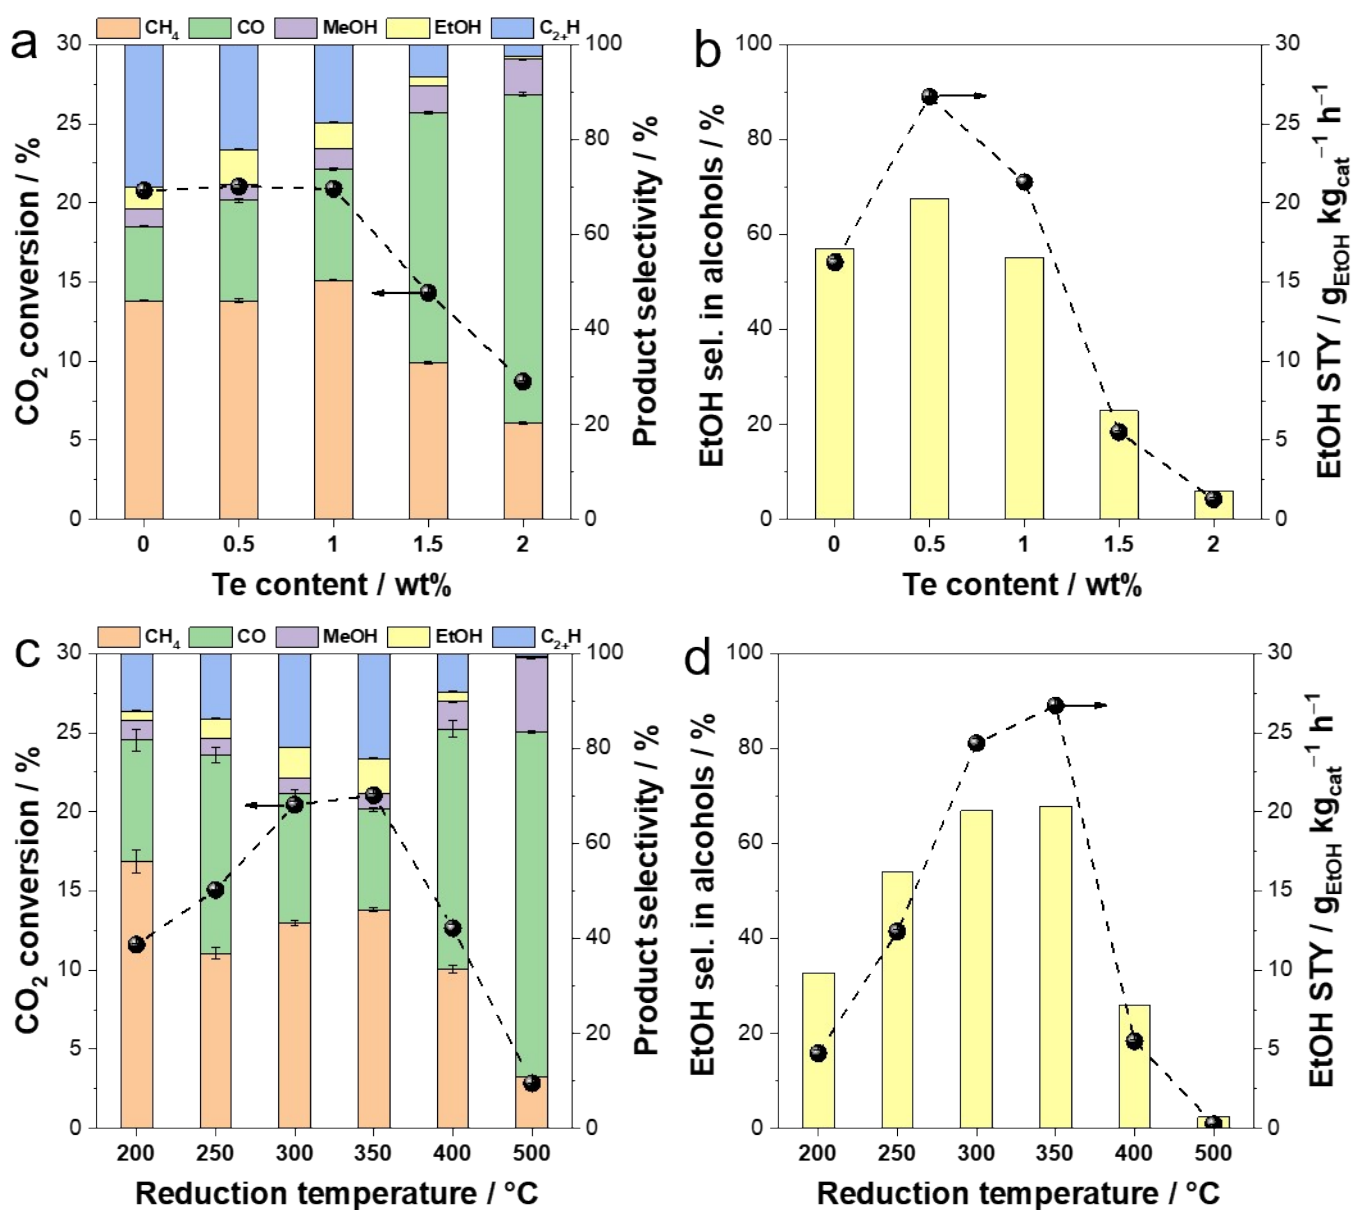 a
CH4 CO MeOH EtOH C2+H
30
25
20
15
10
5
0
CO2 conversion / %
100
80
60
40
20
0
Product selectivity / %
0 0.5 1 1.5 2
Te content / wt%
b
100
80
60
40
20
0
EtOH sel. in alcohols / %
30
25
20
15
10
5
0
EtOH STY / gEtOH kgcat−1 h−1
0 0.5 1 1.5 2
Te content / wt%
c
CH4 CO MeOH EtOH C2+H
30
25
20
15
10
5
0
CO2 conversion / %
100
80
60
40
20
0
Product selectivity / %
200 250 300 350 400 500
Reduction temperature / °C
d
100
80
60
40
20
0
EtOH sel. in alcohols / %
30
25
20
15
10
5
0
EtOH STY / gEtOH kgcat−1 h−1
200 250 300 350 400 500
Reduction temperature / °C